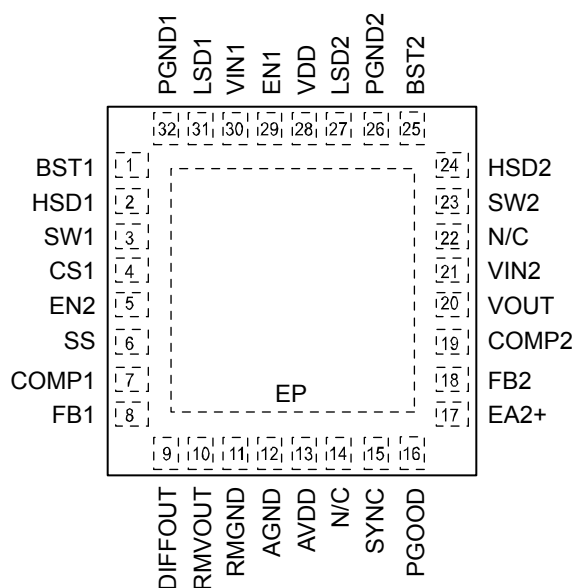 PGND1 LSD1 VIN1 EN1 VDD LSD2 PGND2 BST2
32 31 30 29 28 27 26 25
BST1 1 24 HSD2
HSD1 2 23 SW2
SW1 3 22 N/C
CS1 4 21 VIN2
EN2 5 20 VOUT
SS 6 19 COMP2
COMP1 7 18 FB2
FB1 8 17 EA2+
EP
9 10 11 12 13 14 15 16
DIFFOUT RMVOUT RMGND AGND AVDD N/C SYNC PGOOD